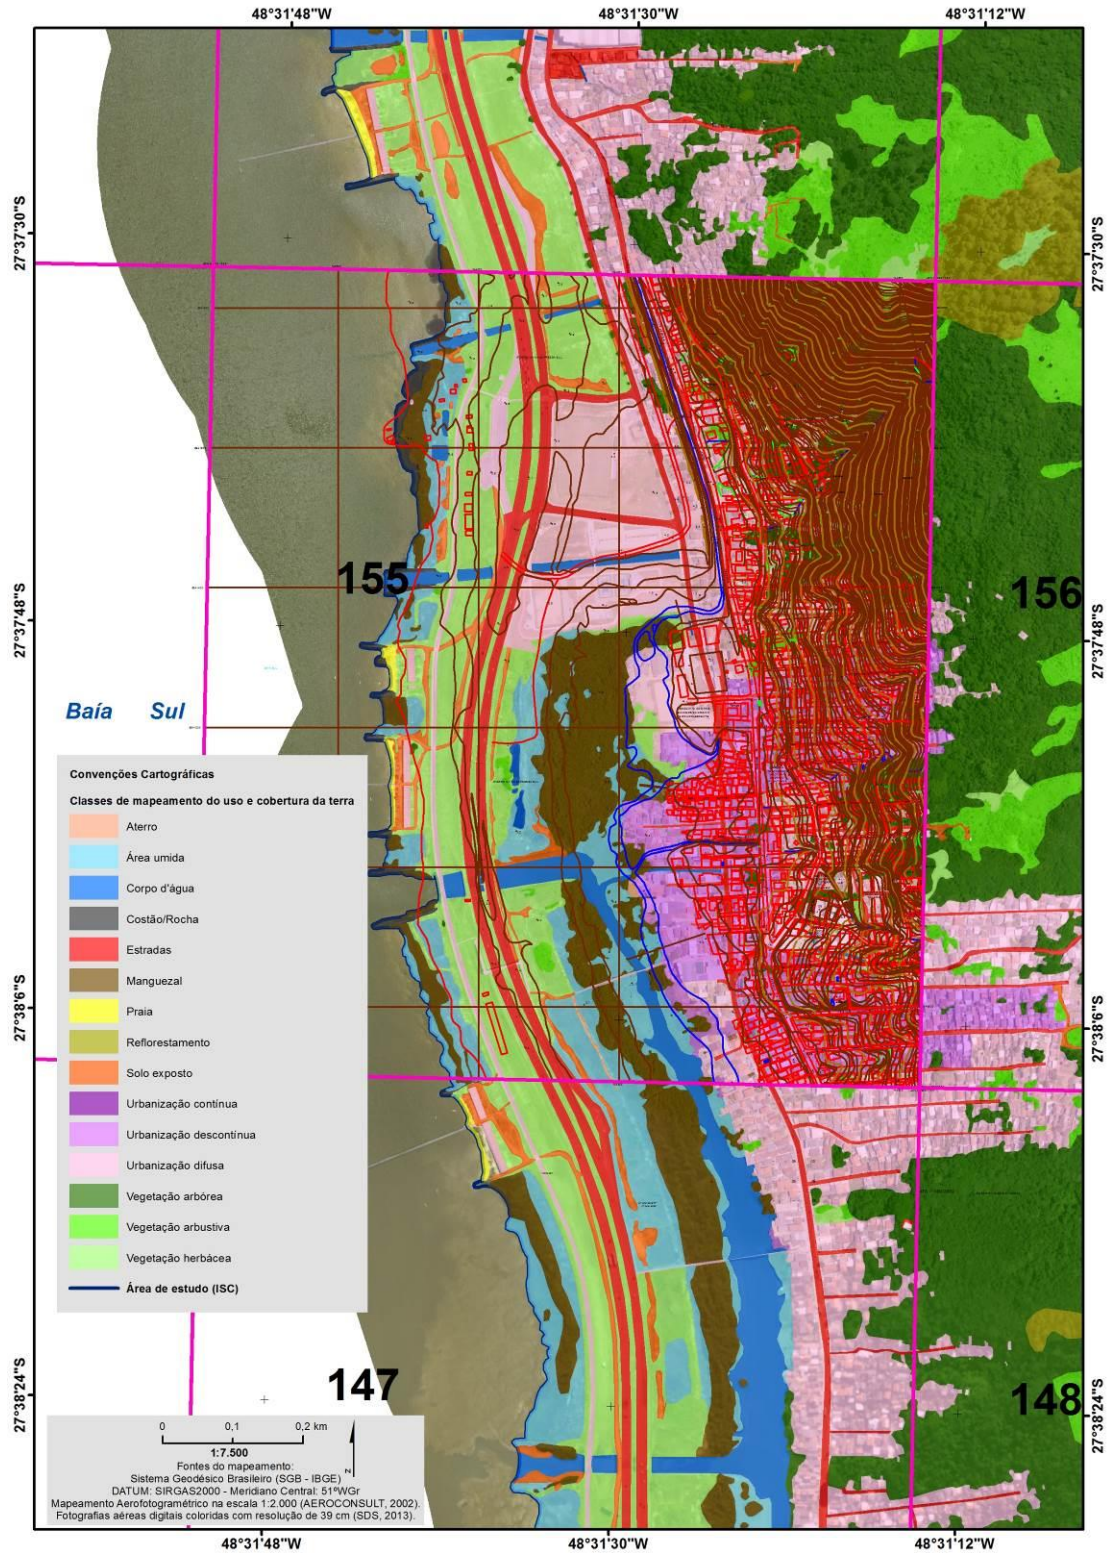 48°31'48"W 48°31'30"W 48°31'12"W
27°37'30"S 27°37'30"S
155 156
27°37'48"S 27°37'48"S
Baía Sul
Convenções Cartográficas
Classes de mapeamento do uso e cobertura da terra
Aterro
Área umida
Corpo d'água
Costão/Rocha
Estradas
Manguezal
Praia
Reflorestamento
Solo exposto
Urbanização contínua
Urbanização descontínua
Urbanização difusa
Vegetação arbórea
Vegetação arbustiva
Vegetação herbácea
Área de estudo (ISC)
27°38'6"S 27°38'6"S
147 148
27°38'24"S 27°38'24"S
0 0,1 0,2 km
1:7.500
N
Fontes do mapeamento:
Sistema Geodésico Brasileiro (SGB - IBGE)
DATUM: SIRGAS2000 - Meridiano Central: 51ºWGr
Mapeamento Aerofotogramétrico na escala 1:2.000 (AEROCONSULT, 2002).
Fotografias aéreas digitais coloridas com resolução de 39 cm (SDS, 2013).
48°31'48"W 48°31'30"W 48°31'12"W